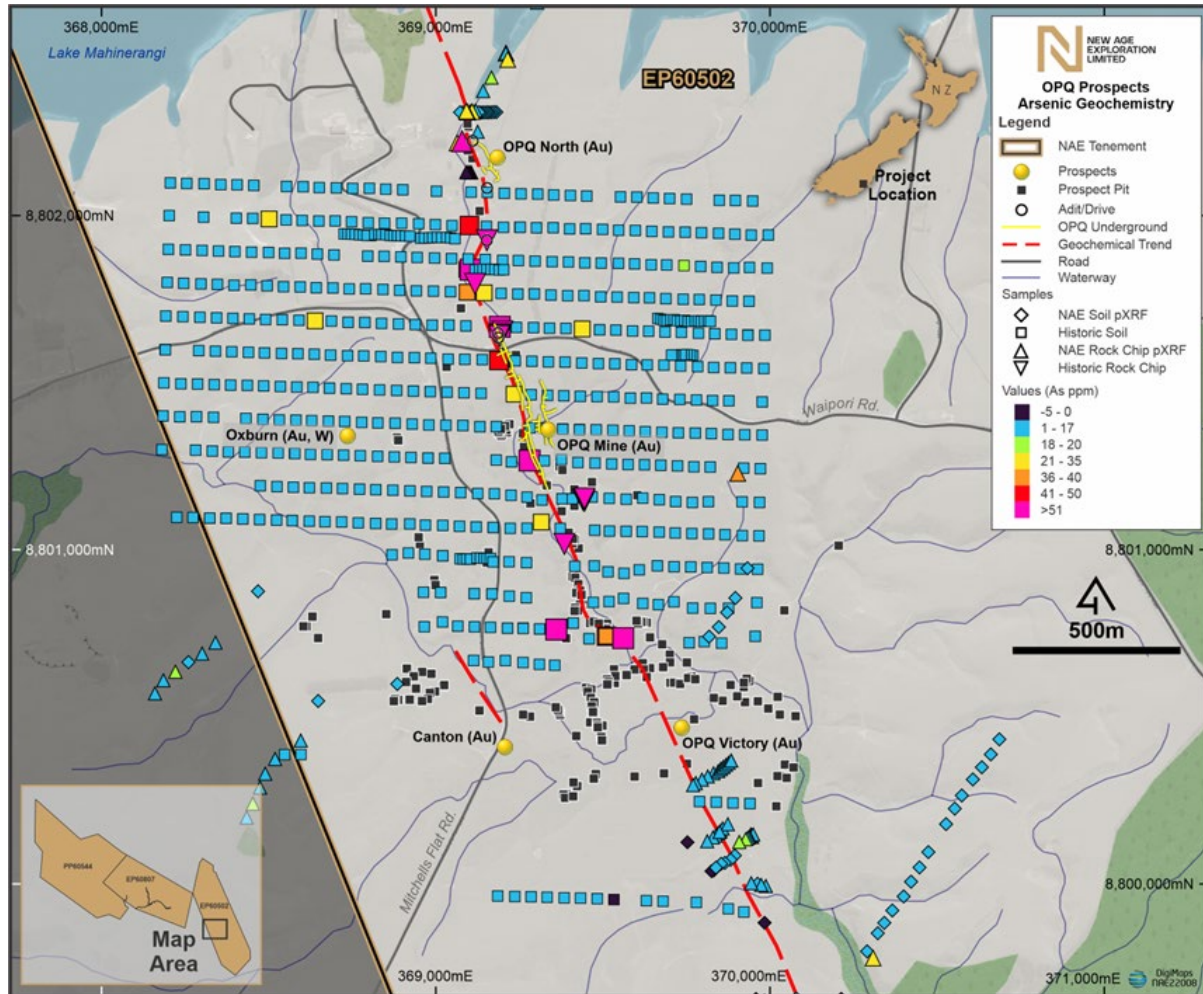 368,000mE
369,000mE
370,000mE
Lake Mahinerangi
EP60502
N Z
Project
Location
N
NEW AGE
EXPLORATION
LIMITED
OPQ Prospects
Arsenic Geochemistry
Legend
NAE Tenement
Prospects
Prospect Pit
Adit/Drive
OPQ Underground
Geochemical Trend
Road
Waterway
Samples
NAE Soil pXRF
Historic Soil
NAE Rock Chip pXRF
Historic Rock Chip
Values (As ppm)
-5 - 0
1 - 17
18 - 20
21 - 35
36 - 40
41 - 50
>51
OPQ North (Au)
8,802,000mN
Waipori Rd.
Oxburn (Au, W)
OPQ Mine (Au)
8,801,000mN
8,801,000mN
500m
Canton (Au)
OPQ Victory (Au)
Mitchells Flat Rd.
PP60544
EP60807
EP60502
Map
Area
8,800,000mN
369,000mE
370,000mE
371,000mE
DigiMaps
NAE22008